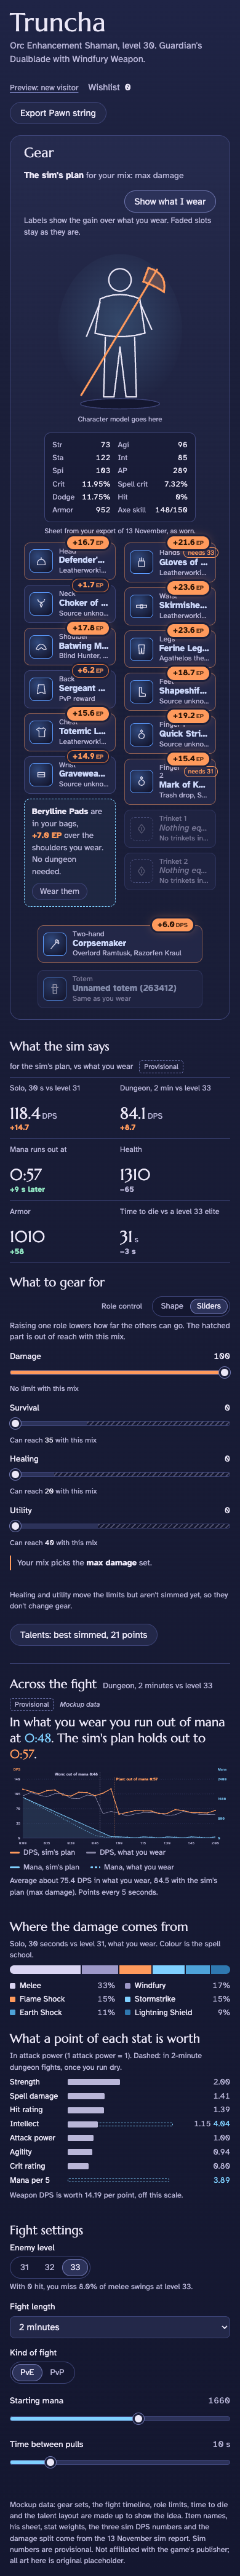 Truncha
Orc Enhancement Shaman, level 30. Guardian's
Dualblade with Windfury Weapon.
Preview: new visitor Wishlist 0
Export Pawn string
Gear
The sim's plan for your mix: max damage
Show what I wear
Labels show the gain over what you wear. Faded slots
stay as they are.
Character model goes here
Str 73 Agi 96
Sta 122 Int 85
Spi 103 AP 289
Crit 11.95% Spell crit 7.32%
Dodge 11.75% Hit 0%
Armor 952 Axe skill 148/150
Sheet from your export of 13 November, as worn.
+16.7 EP
Head
Defender'...
Leatherworki...
+1.7 EP
Neck
Choker of ...
Source unkno...
+17.8 EP
Shoulder
Batwing M...
Blind Hunter, ...
+6.2 EP
Back
Sergeant ...
PvP reward
+15.6 EP
Chest
Totemic L...
Leatherworki...
+14.9 EP
Wrist
Gravewea...
Source unkno...
Berylline Pads are
in your bags,
+7.0 EP over the
shoulders you wear.
No dungeon
needed.
Wear them
+21.6 EP
Hands needs 33
Gloves of ...
Leatherworki...
+23.6 EP
Waist
Skirmishe...
Source unkno...
+23.6 EP
Legs
Ferine Leg...
Agathelos the...
+18.7 EP
Feet
Shapeshif...
Source unkno...
+19.2 EP
Finger 1
Quick Stri...
Source unkno...
+15.4 EP
Finger
2 needs 31
Mark of K...
Trash drop, S...
Trinket 1
Nothing eq...
No trinkets in...
Trinket 2
Nothing eq...
No trinkets in...
+6.0 DPS
Two-hand
Corpsemaker
Overlord Ramtusk, Razorfen Kraul
Totem
Unnamed totem (263412)
Same as you wear
What the sim says
for the sim's plan, vs what you wear Provisional
Solo, 30 s vs level 31 Dungeon, 2 min vs level 33
118.4 DPS 84.1 DPS
+14.7 +8.7
Mana runs out at Health
0:57 1310
+9 s later −65
Armor Time to die vs a level 33 elite
1010 31 s
+58 −3 s
What to gear for
Role control Shape Sliders
Raising one role lowers how far the others can go. The hatched
part is out of reach with this mix.
Damage 100
No limit with this mix
Survival 0
Can reach 35 with this mix
Healing 0
Can reach 20 with this mix
Utility 0
Can reach 40 with this mix
Your mix picks the max damage set.
Healing and utility move the limits but aren't simmed yet, so they
don't change gear.
Talents: best simmed, 21 points
Across the fight Dungeon, 2 minutes vs level 33
Provisional Mockup data
In what you wear you run out of mana
at 0:48. The sim's plan holds out to
0:57.
DPS Mana
Worn: out of mana 0:48 Plan: out of mana 0:57
DPS, sim's plan DPS, what you wear
Mana, sim's plan Mana, what you wear
Average about 75.4 DPS in what you wear, 84.5 with the sim's
plan (max damage). Points every 5 seconds.
Where the damage comes from
Solo, 30 seconds vs level 31, what you wear. Colour is the spell
school.
Melee 33% Windfury 17%
Flame Shock 15% Stormstrike 15%
Earth Shock 11% Lightning Shield 9%
What a point of each stat is worth
In attack power (1 attack power = 1). Dashed: in 2-minute
dungeon fights, once you run dry.
Strength 2.00
Spell damage 1.41
Hit rating 1.39
Intellect 1.15 4.04
Attack power 1.00
Agility 0.94
Crit rating 0.80
Mana per 5 3.89
Weapon DPS is worth 14.19 per point, off this scale.
Fight settings
Enemy level
31 32 33
With 0 hit, you miss 8.0% of melee swings at level 33.
Fight length
2 minutes
Kind of fight
PvE PvP
Starting mana 1660
Time between pulls 10 s
Mockup data: gear sets, the fight timeline, role limits, time to die
and the talent layout are made up to show the idea. Item names,
his sheet, stat weights, the three sim DPS numbers and the
damage split come from the 13 November sim report. Sim
numbers are provisional. Not affiliated with the game's publisher;
all art here is original placeholder.